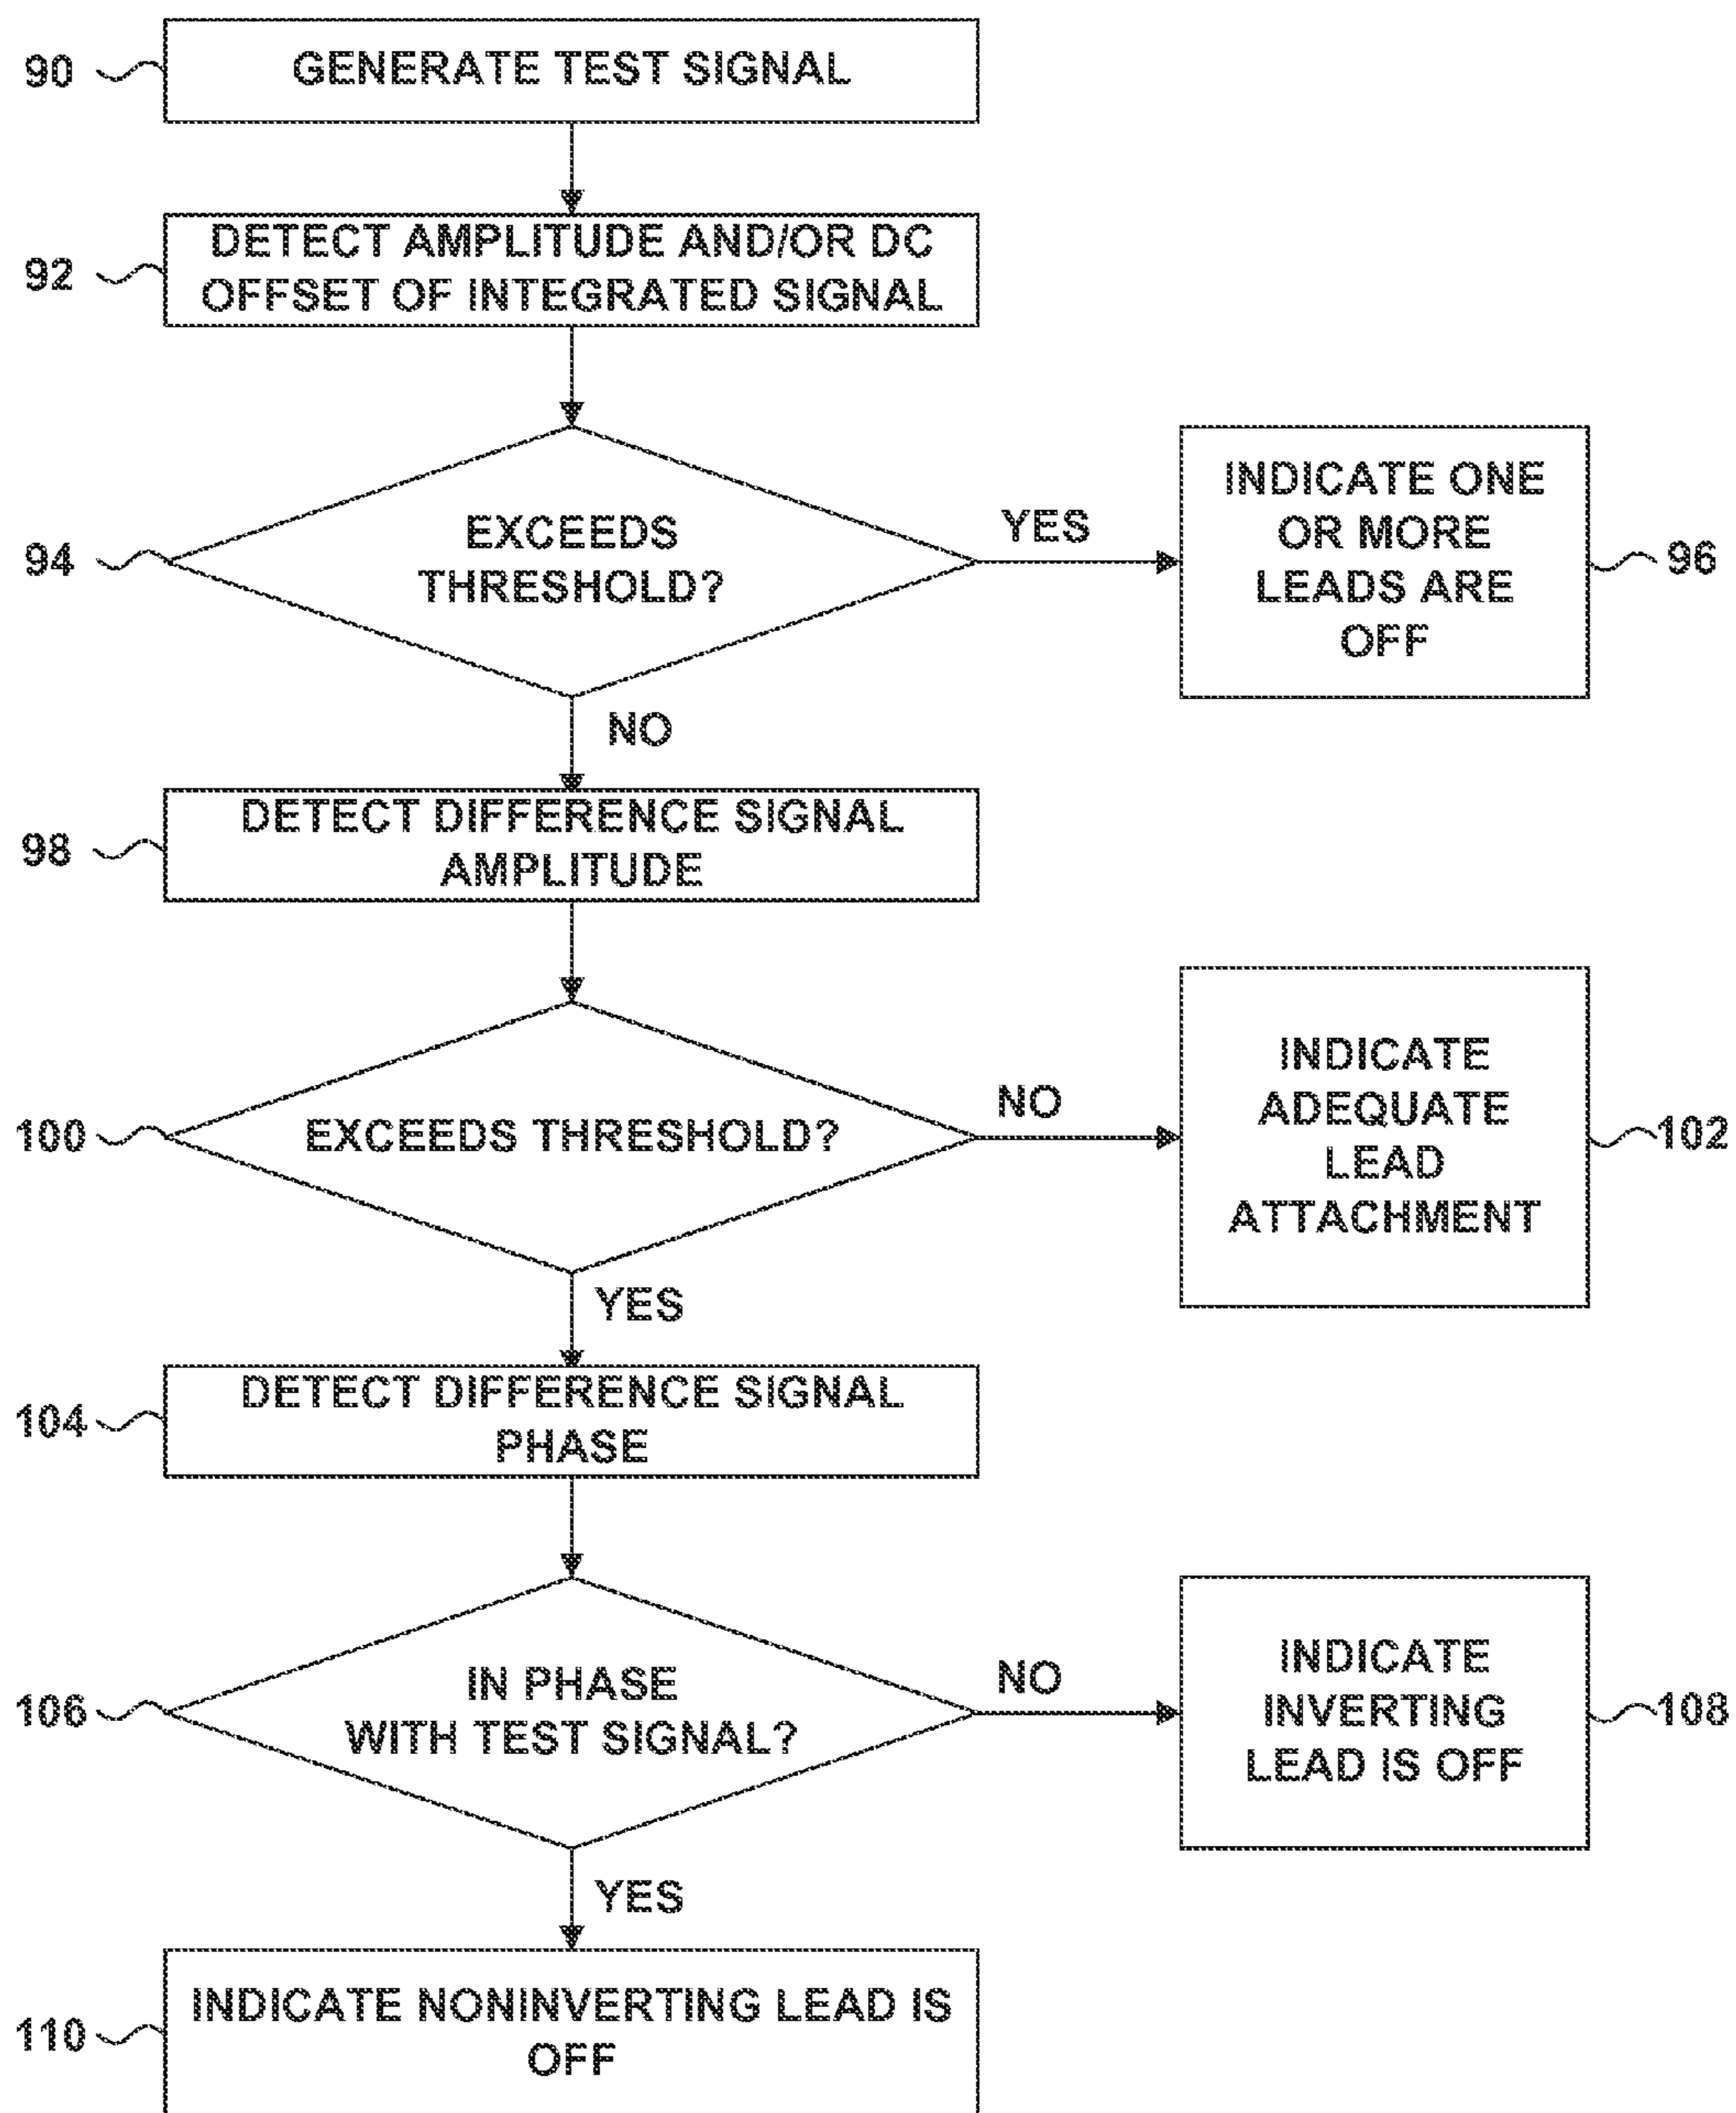 90
GENERATE TEST SIGNAL
92
DETECT AMPLITUDE AND/OR DC
OFFSET OF INTEGRATED SIGNAL
94
EXCEEDS
THRESHOLD?
YES
INDICATE ONE
OR MORE
LEADS ARE
OFF
96
NO
98
DETECT DIFFERENCE SIGNAL
AMPLITUDE
100
EXCEEDS THRESHOLD?
NO
INDICATE
ADEQUATE
LEAD
ATTACHMENT
102
YES
104
DETECT DIFFERENCE SIGNAL
PHASE
106
IN PHASE
WITH TEST SIGNAL?
NO
INDICATE
INVERTING
LEAD IS OFF
108
YES
110
INDICATE NONINVERTING LEAD IS
OFF